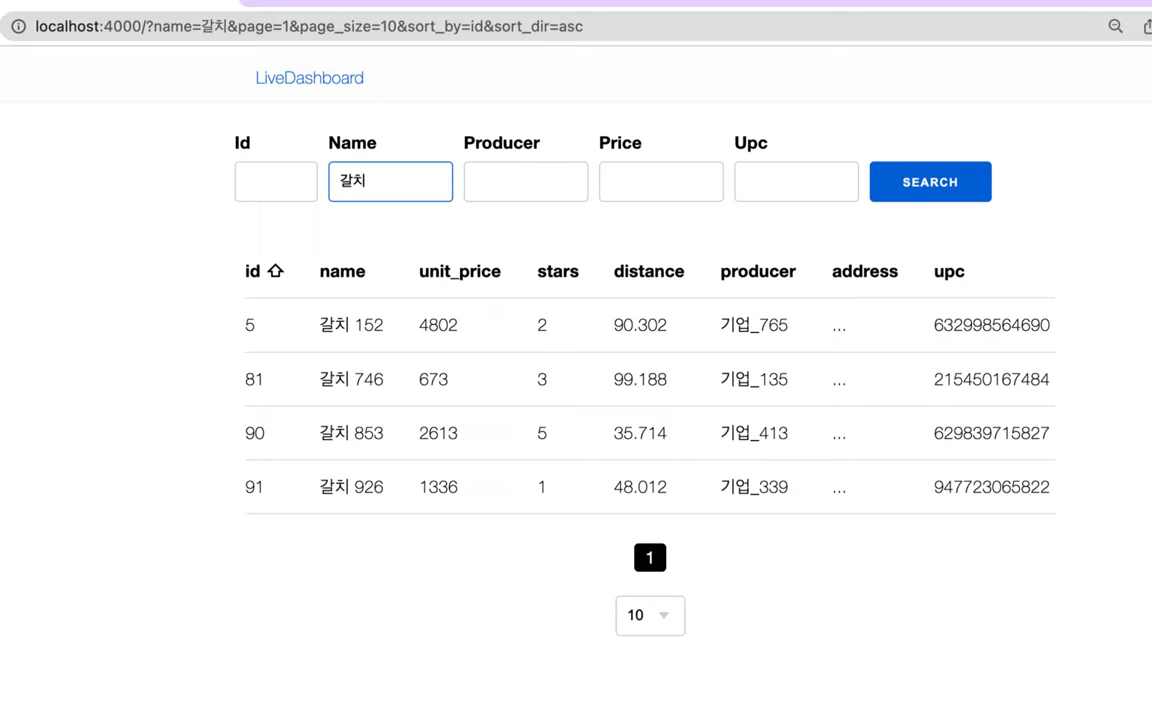 localhost:4000/?name=갈치&page=1&page_size=10&sort_by=id&sort_dir=asc
LiveDashboard
Id Name Producer Price Upc
갈치 SEARCH
id name unit_price stars distance producer address upc
5 갈치 152 4802 2 90.302 기업_765 ... 632998564690
81 갈치 746 673 3 99.188 기업_135 ... 215450167484
90 갈치 853 2613 5 35.714 기업_413 ... 629839715827
91 갈치 926 1336 1 48.012 기업_339 ... 947723065822
1
10